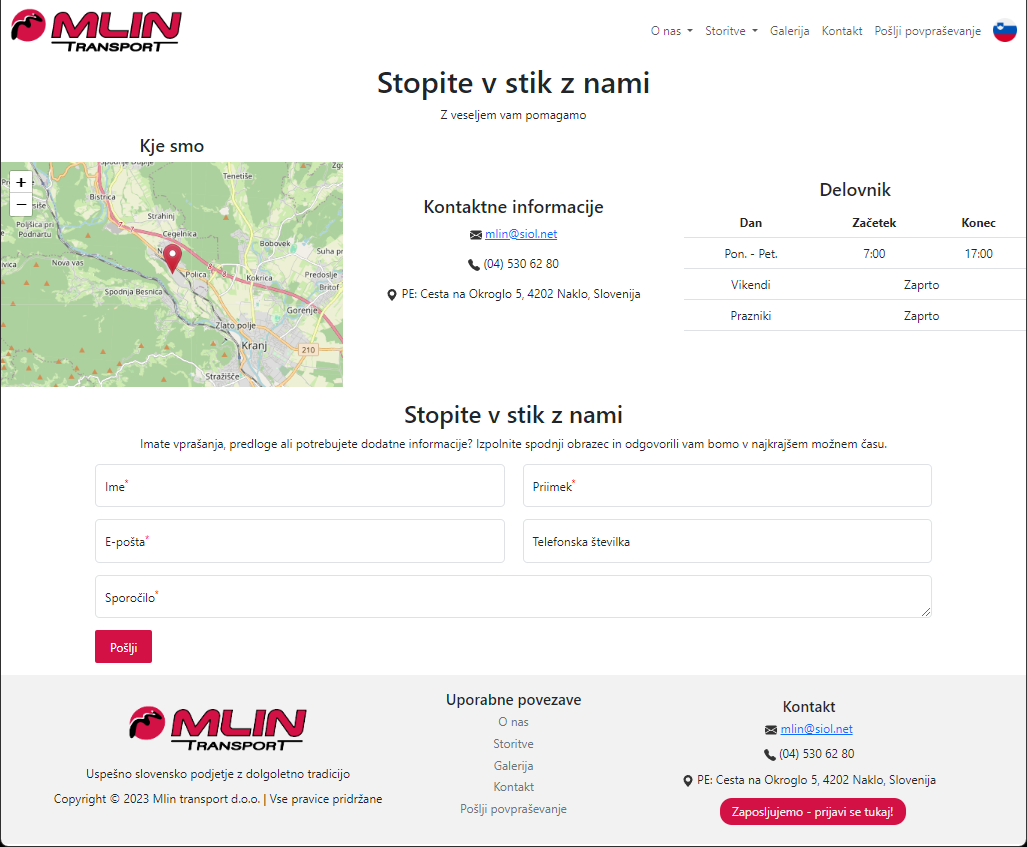 MLIN
TRANSPORT
O nas
Storitve
Galerija
Kontakt
Pošlji povpraševanje
Stopite v stik z nami
Z veseljem vam pomagamo
Kje smo
+
−
Tenetiše
Bistrica
Strahinj
Poljšica pri
Podnartu
Cegelnica
Bobovek
Suha
Nova vas
Polica
Kokrica
Predoslje
Spodnja Besnica
Britof
Gorenje
Zlato polje
Kranj
210
Stražišče
Kontaktne informacije
mlin@siol.net
(04) 530 62 80
PE: Cesta na Okroglo 5, 4202 Naklo, Slovenija
Delovnik
Dan Začetek Konec
Pon. - Pet. 7:00 17:00
Vikendi Zaprto
Prazniki Zaprto
Stopite v stik z nami
Imate vprašanja, predloge ali potrebujete dodatne informacije? Izpolnite spodnji obrazec in odgovorili vam bomo v najkrajšem možnem času.
Ime*
Priimek*
E-pošta*
Telefonska številka
Sporočilo*
Pošlji
MLIN
TRANSPORT
Uspešno slovensko podjetje z dolgoletno tradicijo
Copyright © 2023 Mlin transport d.o.o. | Vse pravice pridržane
Uporabne povezave
O nas
Storitve
Galerija
Kontakt
Pošlji povpraševanje
Kontakt
mlin@siol.net
(04) 530 62 80
PE: Cesta na Okroglo 5, 4202 Naklo, Slovenija
Zaposljujemo - prijavi se tukaj!